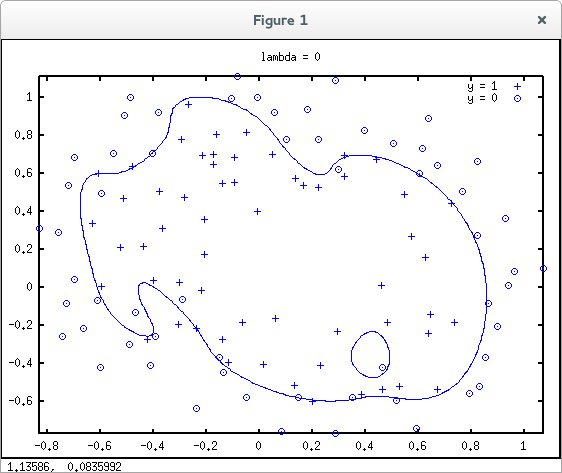 Figure 1 ×
lambda = 0
y = 1
y = 0
1
0.8
0.6
0.4
0.2
0
-0.2
-0.4
-0.6
-0.8 -0.6 -0.4 -0.2 0 0.2 0.4 0.6 0.8 1
1.13586, 0.0835992